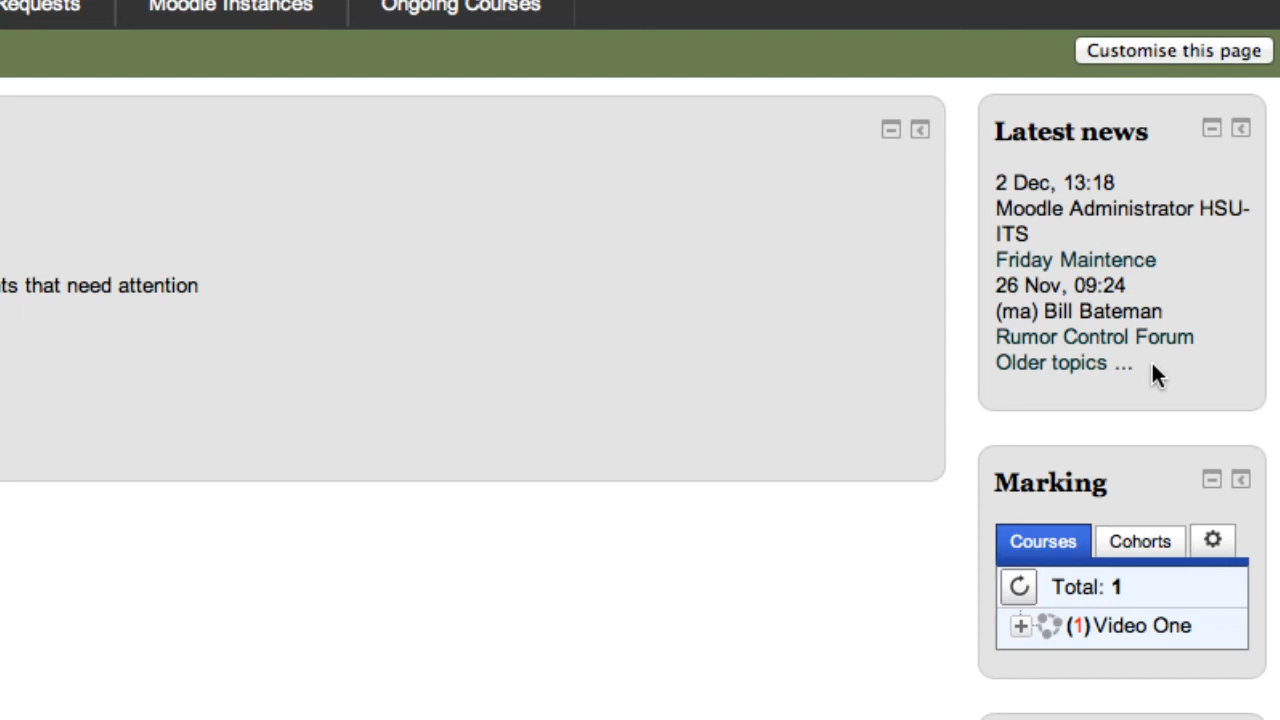 Requests Moodle Instances Ongoing Courses
Customise this page
Latest news
2 Dec, 13:18
Moodle Administrator HSU-
ITS
Friday Maintence
26 Nov, 09:24
(ma) Bill Bateman
Rumor Control Forum
Older topics ...
ts that need attention
Marking
Courses Cohorts
Total: 1
(1) Video One